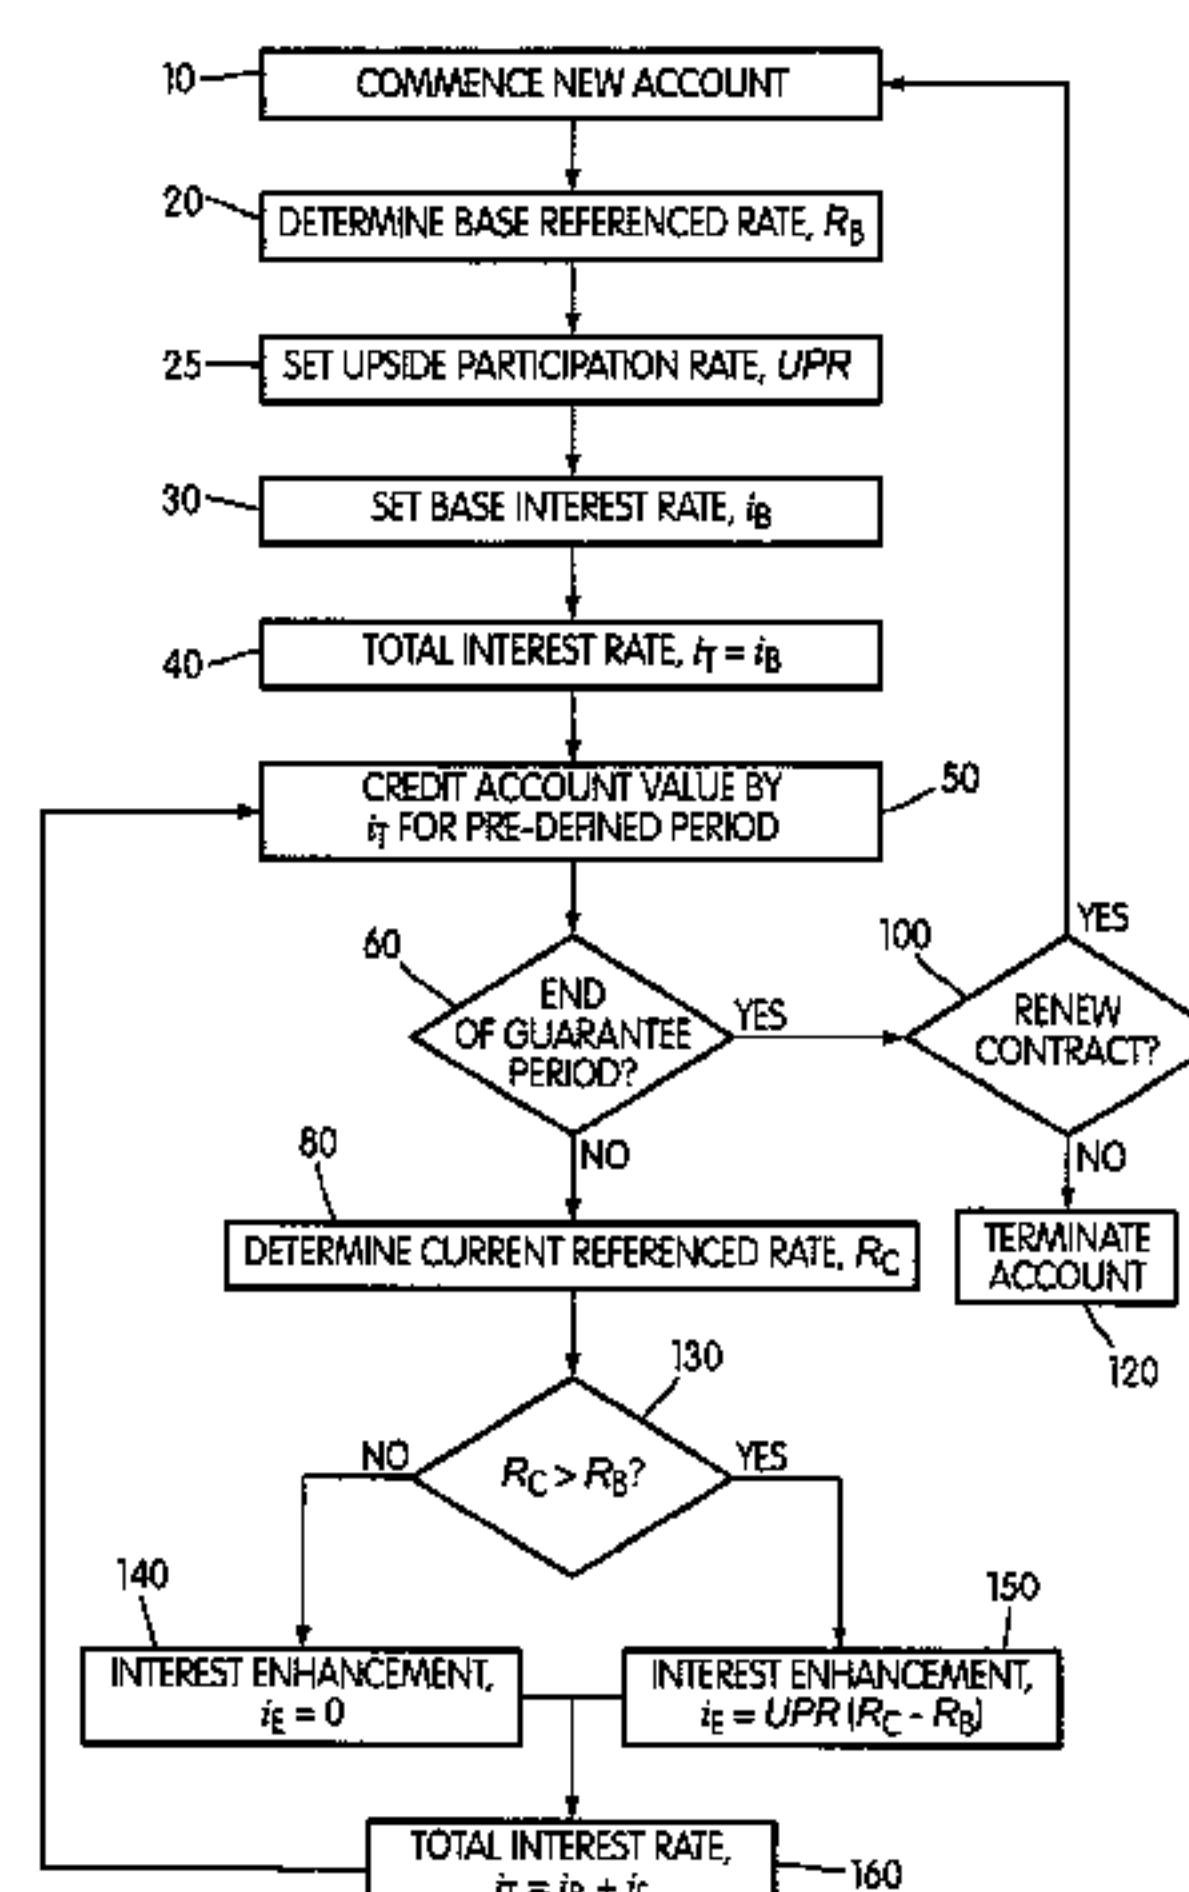 10
COMMENCE NEW ACCOUNT
20
DETERMINE BASE REFERENCED RATE, RB
25
SET UPSIDE PARTICIPATION RATE, UPR
30
SET BASE INTEREST RATE, iB
40
TOTAL INTEREST RATE, iT = iB
50
CREDIT ACCOUNT VALUE BY
iT FOR PRE-DEFINED PERIOD
60
END
OF GUARANTEE
PERIOD?
YES
NO
100
RENEW
CONTRACT?
YES
NO
TERMINATE
ACCOUNT
120
80
DETERMINE CURRENT REFERENCED RATE, RC
130
RC > RB?
NO
YES
140
INTEREST ENHANCEMENT,
iE = 0
150
INTEREST ENHANCEMENT,
iE = UPR (RC - RB)
TOTAL INTEREST RATE,
160